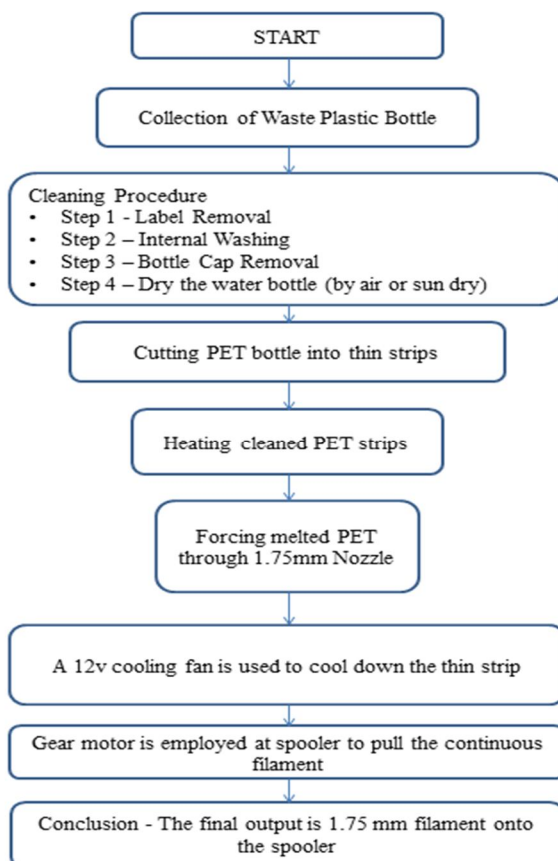 START
Collection of Waste Plastic Bottle
Cleaning Procedure
• Step 1 - Label Removal
• Step 2 – Internal Washing
• Step 3 – Bottle Cap Removal
• Step 4 – Dry the water bottle (by air or sun dry)
Cutting PET bottle into thin strips
Heating cleaned PET strips
Forcing melted PET
through 1.75mm Nozzle
A 12v cooling fan is used to cool down the thin strip
Gear motor is employed at spooler to pull the continuous
filament
Conclusion - The final output is 1.75 mm filament onto
the spooler